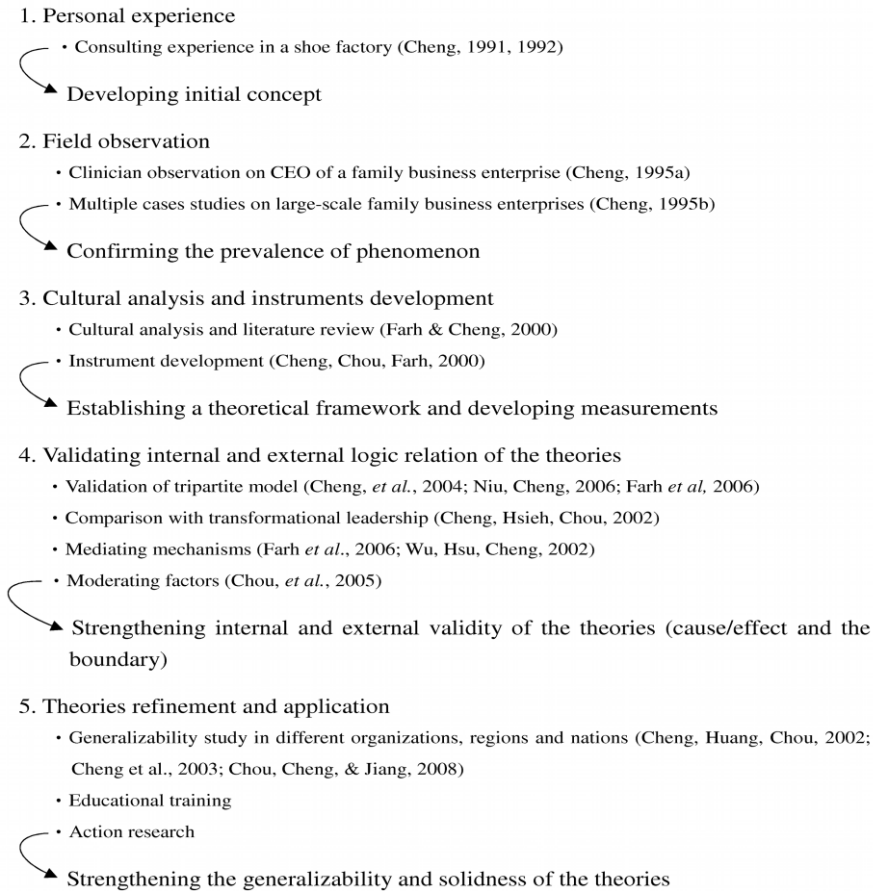 1. Personal experience
• Consulting experience in a shoe factory (Cheng, 1991, 1992)
Developing initial concept
2. Field observation
• Clinician observation on CEO of a family business enterprise (Cheng, 1995a)
• Multiple cases studies on large-scale family business enterprises (Cheng, 1995b)
Confirming the prevalence of phenomenon
3. Cultural analysis and instruments development
• Cultural analysis and literature review (Farh & Cheng, 2000)
• Instrument development (Cheng, Chou, Farh, 2000)
Establishing a theoretical framework and developing measurements
4. Validating internal and external logic relation of the theories
• Validation of tripartite model (Cheng, et al., 2004; Niu, Cheng, 2006; Farh et al, 2006)
• Comparison with transformational leadership (Cheng, Hsieh, Chou, 2002)
• Mediating mechanisms (Farh et al., 2006; Wu, Hsu, Cheng, 2002)
• Moderating factors (Chou, et al., 2005)
Strengthening internal and external validity of the theories (cause/effect and the
boundary)
5. Theories refinement and application
• Generalizability study in different organizations, regions and nations (Cheng, Huang, Chou, 2002;
Cheng et al., 2003; Chou, Cheng, & Jiang, 2008)
• Educational training
• Action research
Strengthening the generalizability and solidness of the theories